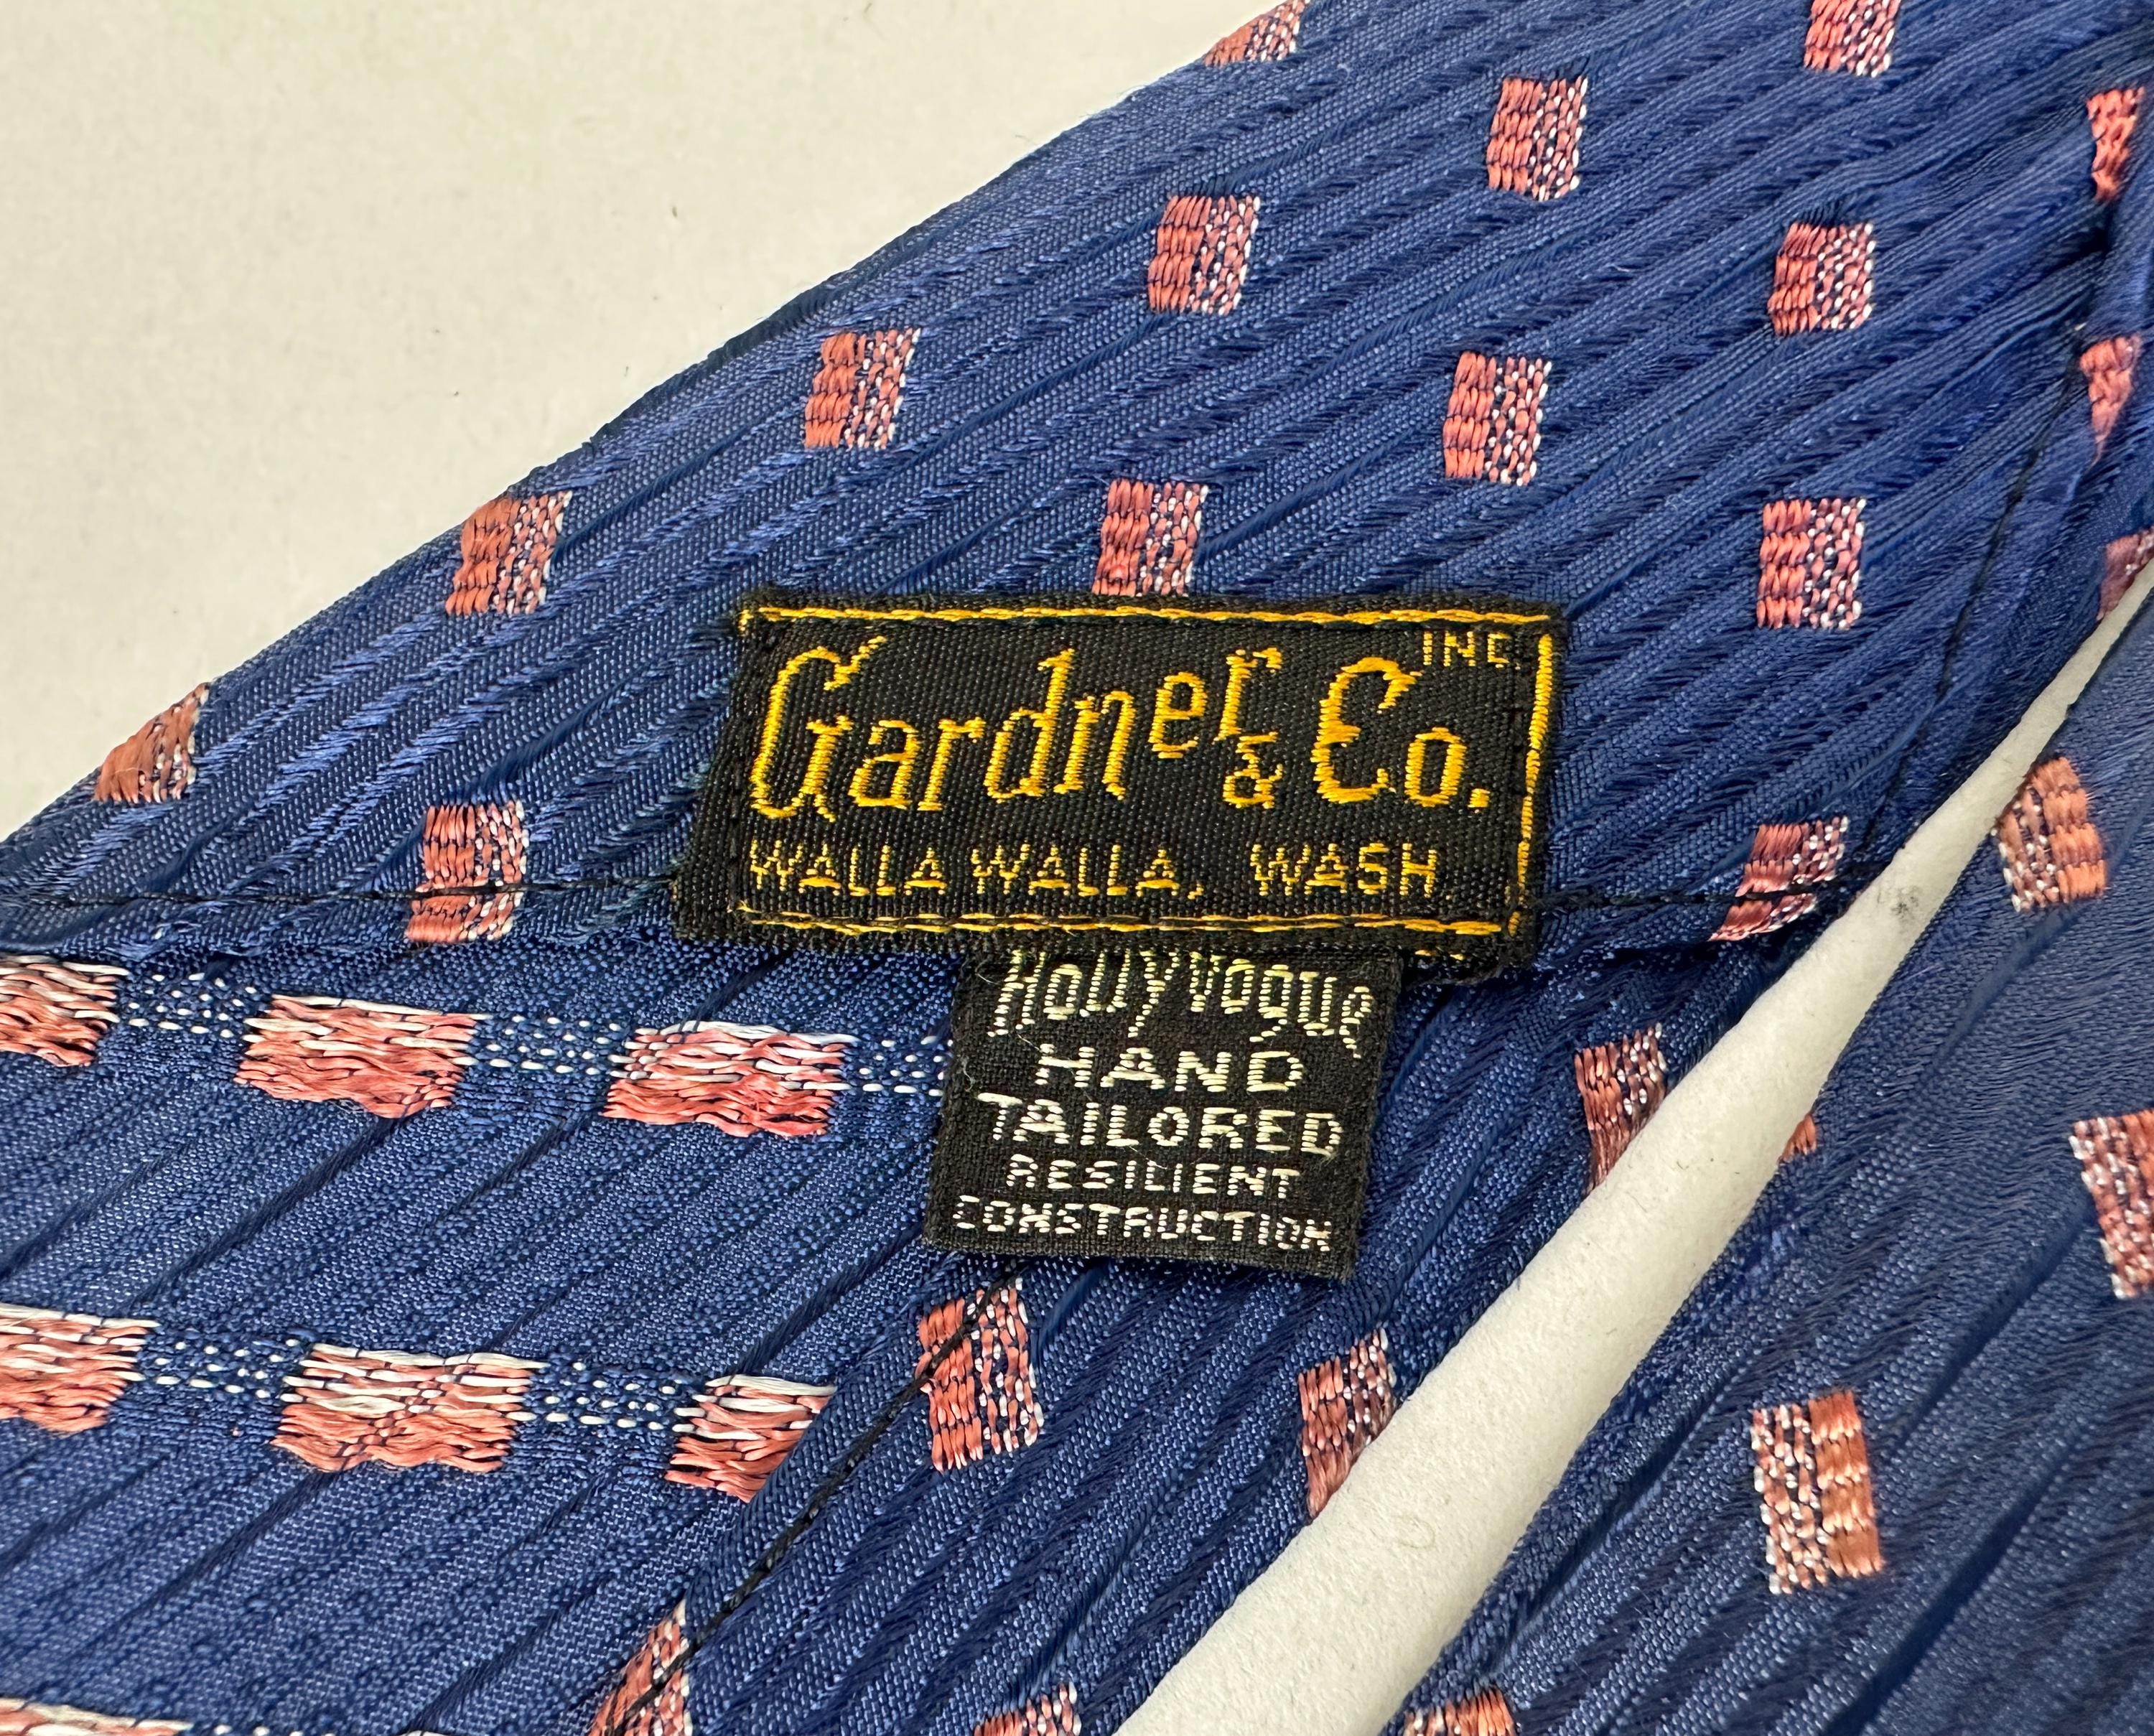 Gardner & Co. INC.
WALLA WALLA, WASH.
HollyVogue
HAND
TAILORED
RESILIENT
CONSTRUCTION